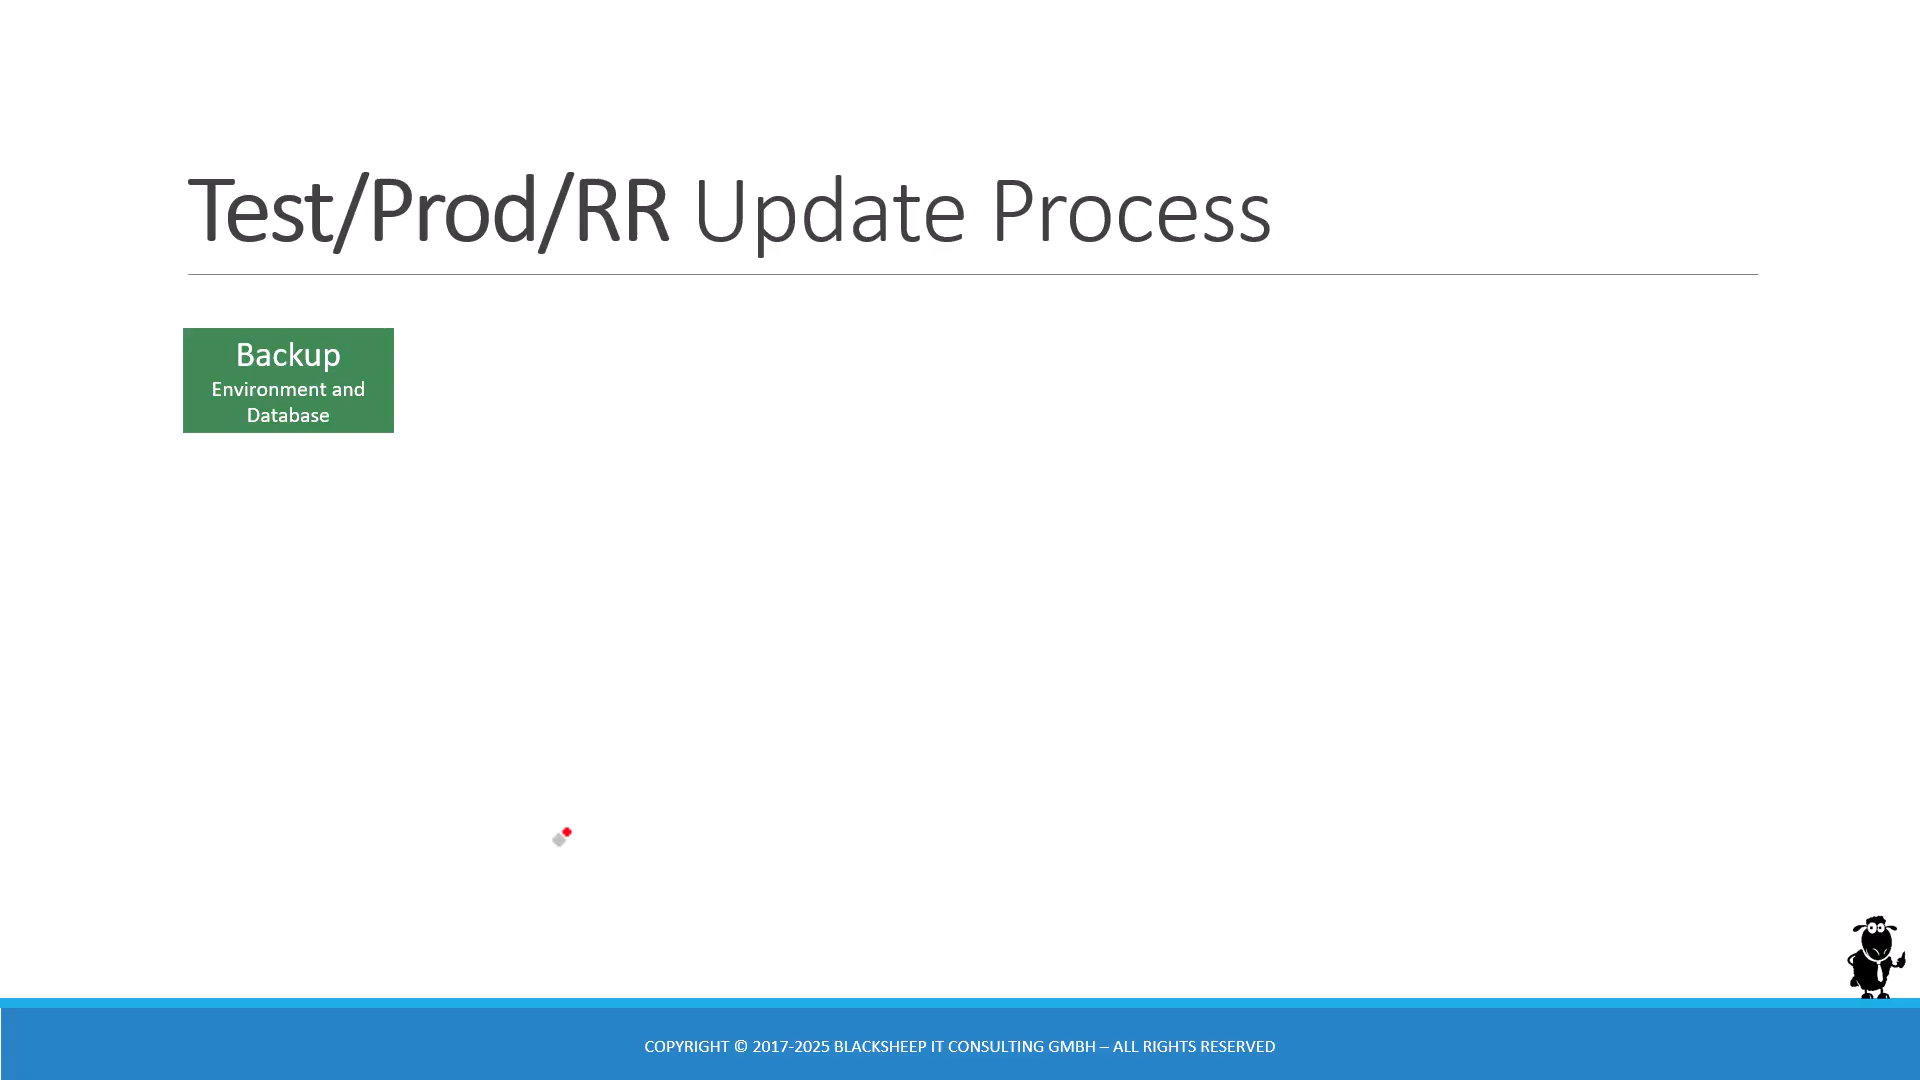 Test/Prod/RR Update Process
Backup
Environment and
Database
COPYRIGHT © 2017-2025 BLACKSHEEP IT CONSULTING GMBH – ALL RIGHTS RESERVED